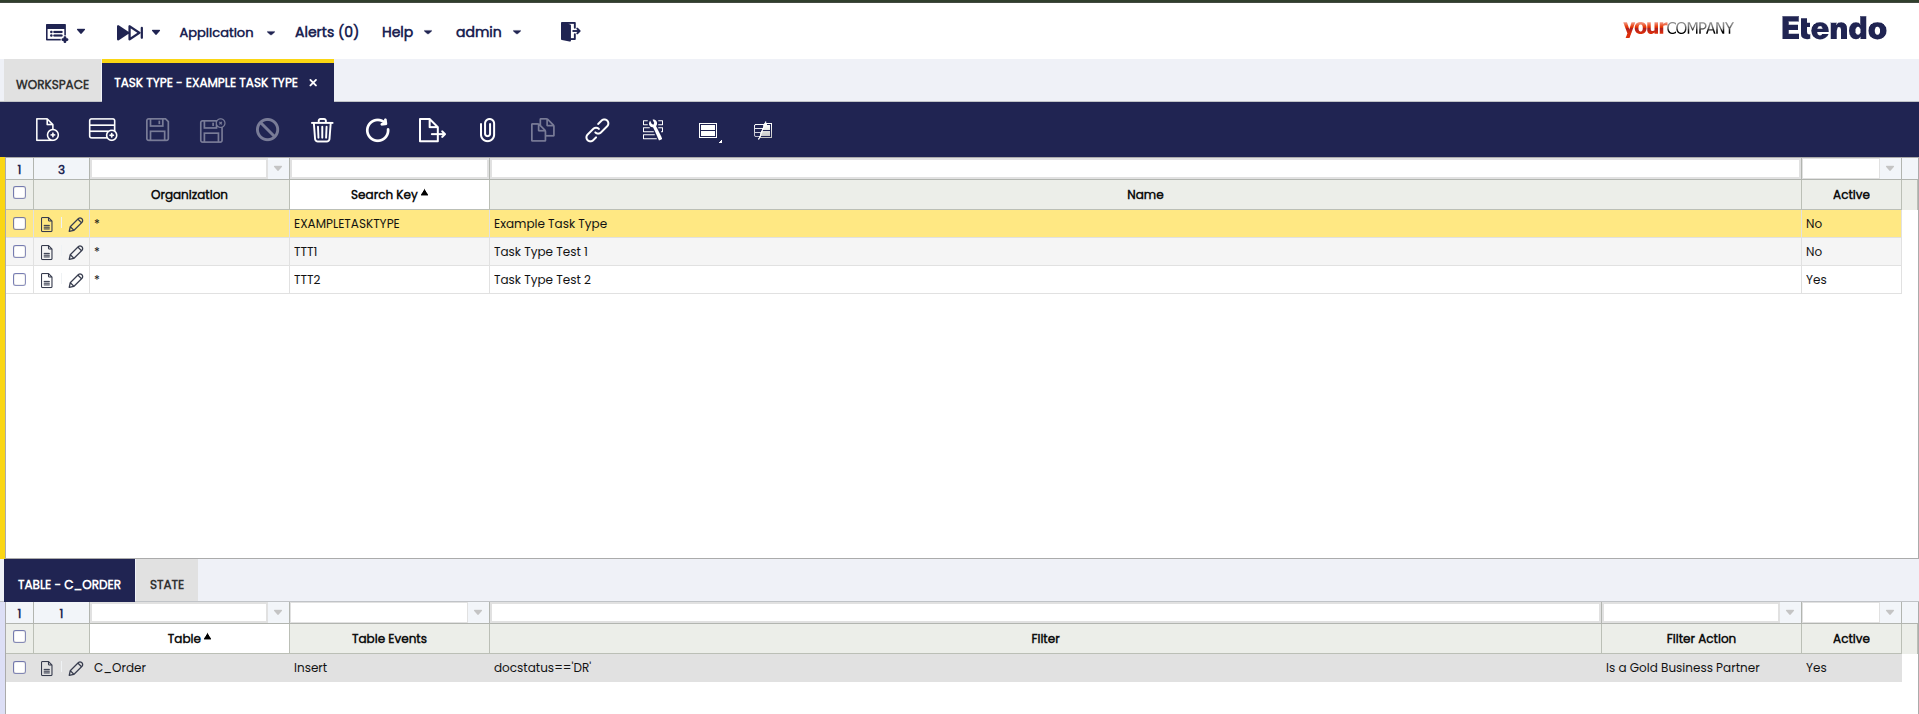 Application Alerts (0) Help admin yourCOMPANY Etendo
WORKSPACE TASK TYPE - EXAMPLE TASK TYPE ×
1 3
Organization Search Key Name Active
* EXAMPLETASKTYPE Example Task Type No
* TTT1 Task Type Test 1 No
* TTT2 Task Type Test 2 Yes
TABLE - C_ORDER STATE
1 1
Table Table Events Filter Filter Action Active
C_Order Insert docstatus=='DR' Is a Gold Business Partner Yes